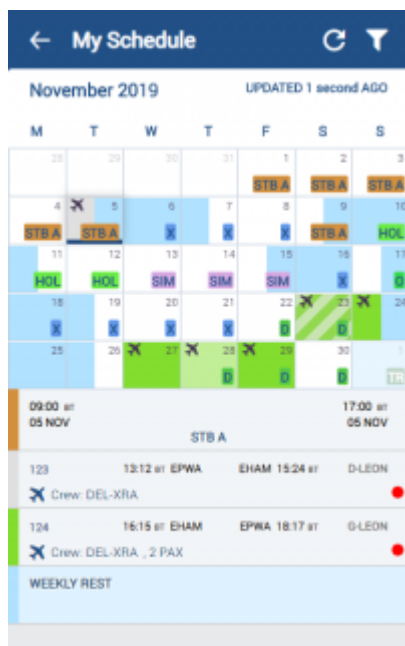 My Schedule
November 2019 UPDATED 1 second AGO
M T W T F S S
28 29 30 31 1 2 3
STB A STB A STB A
4 5 6 7 8 9 10
STB A STB A X X X STB A HOL
11 12 13 14 15 16 17
HOL HOL SIM SIM SIM X O
18 19 20 21 22 23 24
X X X X D D
25 26 27 28 29 30
D D D TR
09:00 BT 17:00 BT
05 NOV 05 NOV
STB A
123 13:12 BT EPWA EHAM 15:24 BT D-LEON
Crew: DEL-XRA
124 16:15 BT EHAM EPWA 18:17 BT G-LEON
Crew: DEL-XRA , 2 PAX
WEEKLY REST